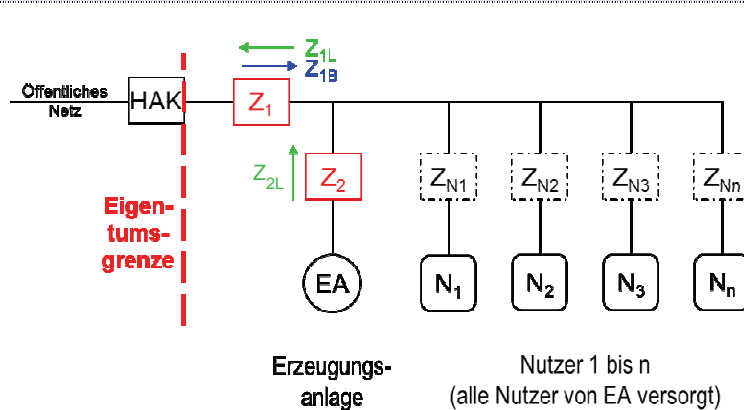 Z1L
Z1B
Öffentliches
Netz
HAK
Z1
Z2L
Z2
ZN1
ZN2
ZN3
ZNn
Eigen-
tums-
grenze
EA
N1
N2
N3
Nn
Erzeugungs-
anlage
Nutzer 1 bis n
(alle Nutzer von EA versorgt)